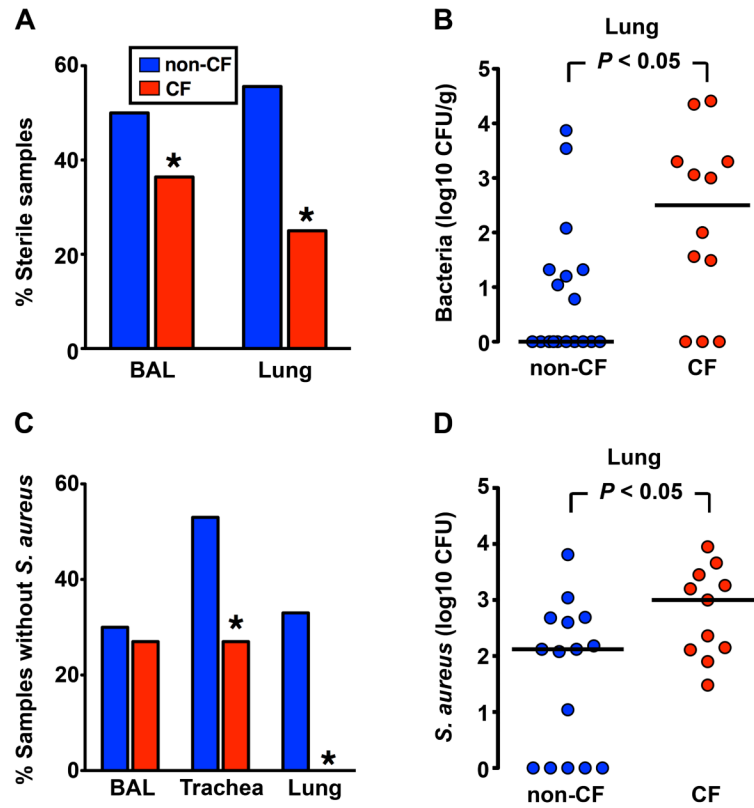 A
% Sterile samples
60
40
20
0
non-CF
CF
*
*
BAL Lung
B
Lung
P < 0.05
Bacteria (log10 CFU/g)
5
4
3
2
1
0
non-CF CF
C
% Samples without S. aureus
60
40
20
0
*
*
BAL Trachea Lung
D
Lung
P < 0.05
S. aureus (log10 CFU)
5
4
3
2
1
0
non-CF CF